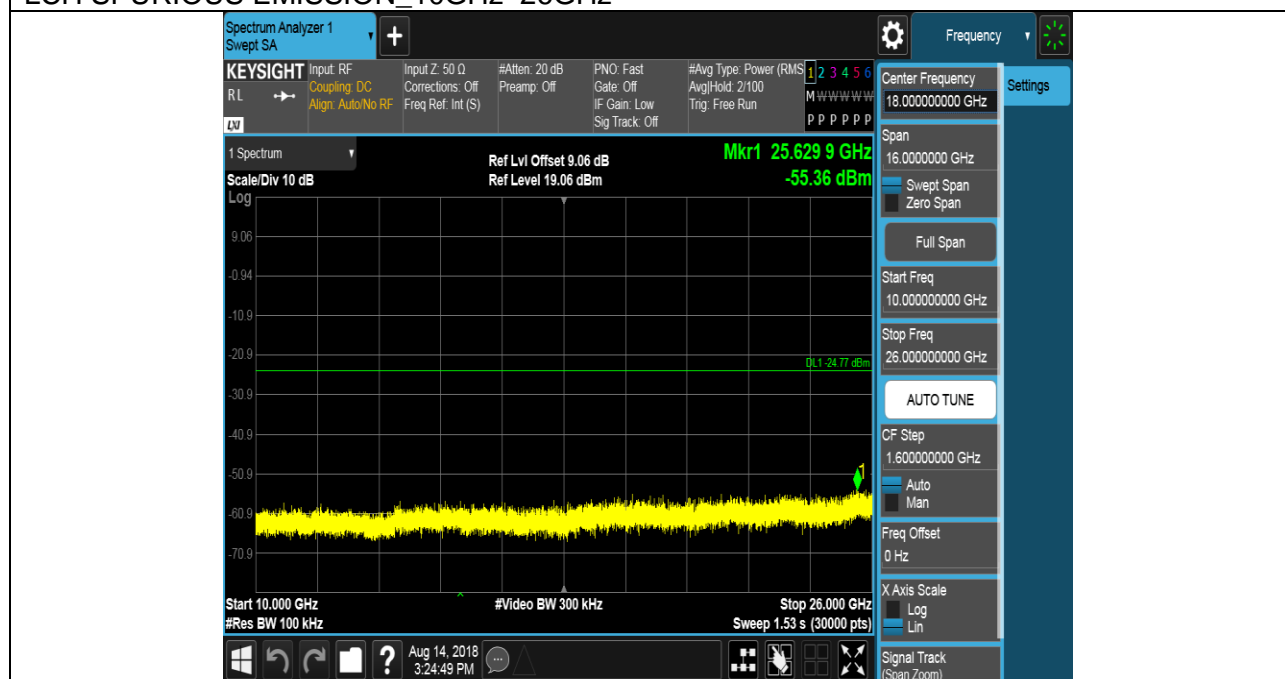 Spectrum Analyzer 1
Swept SA
+
Frequency
KEYSIGHT
RL
LXI
Input: RF
Coupling: DC
Align: Auto/No RF
Input Z: 50 Ω
Corrections: Off
Freq Ref: Int (S)
#Atten: 20 dB
Preamp: Off
PNO: Fast
Gate: Off
IF Gain: Low
Sig Track: Off
#Avg Type: Power (RMS
Avg|Hold: 2/100
Trig: Free Run
1 2 3 4 5 6
M W W W W W
P P P P P P
1 Spectrum
Scale/Div 10 dB
Log
Ref Lvl Offset 9.06 dB
Ref Level 19.06 dBm
Mkr1 25.629 9 GHz
-55.36 dBm
9.06
-0.94
-10.9
-20.9
DL1 -24.77 dBm
-30.9
-40.9
-50.9
1
-60.9
-70.9
Start 10.000 GHz
#Res BW 100 kHz
#Video BW 300 kHz
Stop 26.000 GHz
Sweep 1.53 s (30000 pts)
?
Aug 14, 2018
3:24:49 PM
Center Frequency
18.000000000 GHz
Settings
Span
16.0000000 GHz
Swept Span
Zero Span
Full Span
Start Freq
10.000000000 GHz
Stop Freq
26.000000000 GHz
AUTO TUNE
CF Step
1.600000000 GHz
Auto
Man
Freq Offset
0 Hz
X Axis Scale
Log
Lin
Signal Track
(Span Zoom)